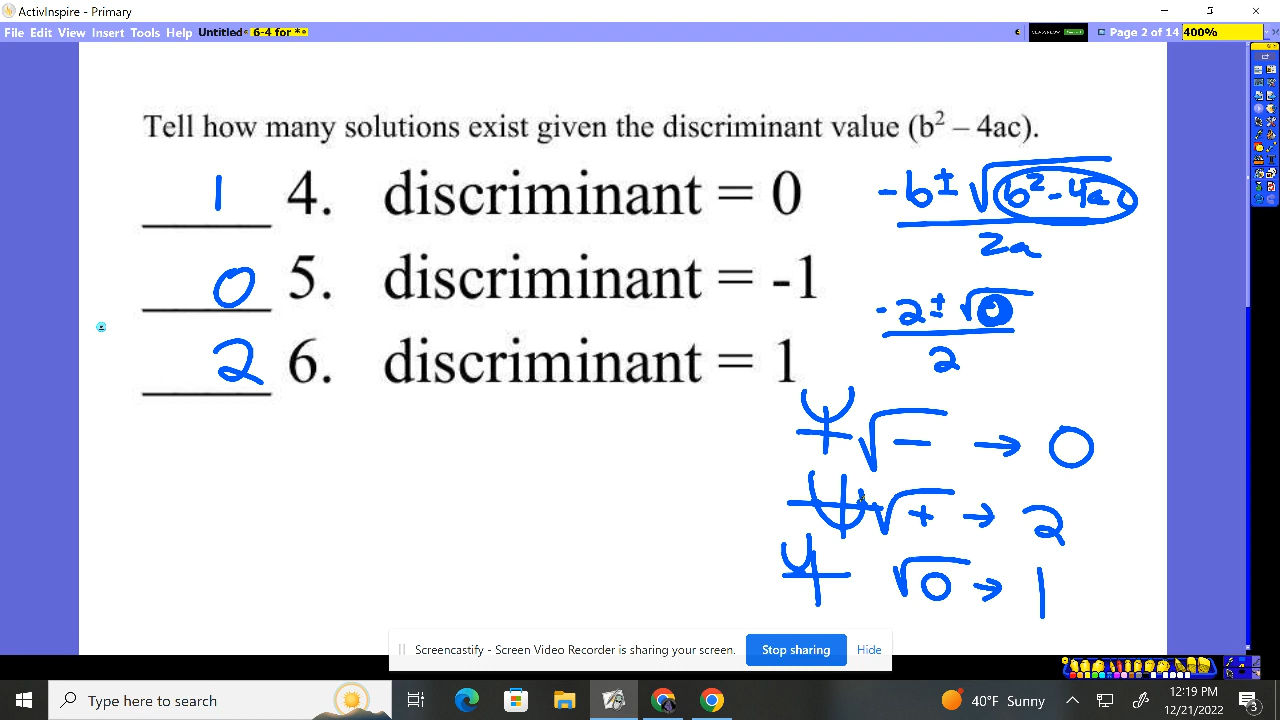 ActivInspire - Primary
File Edit View Insert Tools Help Untitled* 6-4 for *
Page 2 of 14 400%
Tell how many solutions exist given the discriminant value (b² – 4ac).
1 4. discriminant = 0
0 5. discriminant = -1
2 6. discriminant = 1
-b ± √(b² - 4ac)
2a
-2 ± √0
2
√- → 0
√+ → 2
√0 → 1
Screencastify - Screen Video Recorder is sharing your screen. Stop sharing Hide
Type here to search
40°F Sunny
12:19 PM
12/21/2022
3